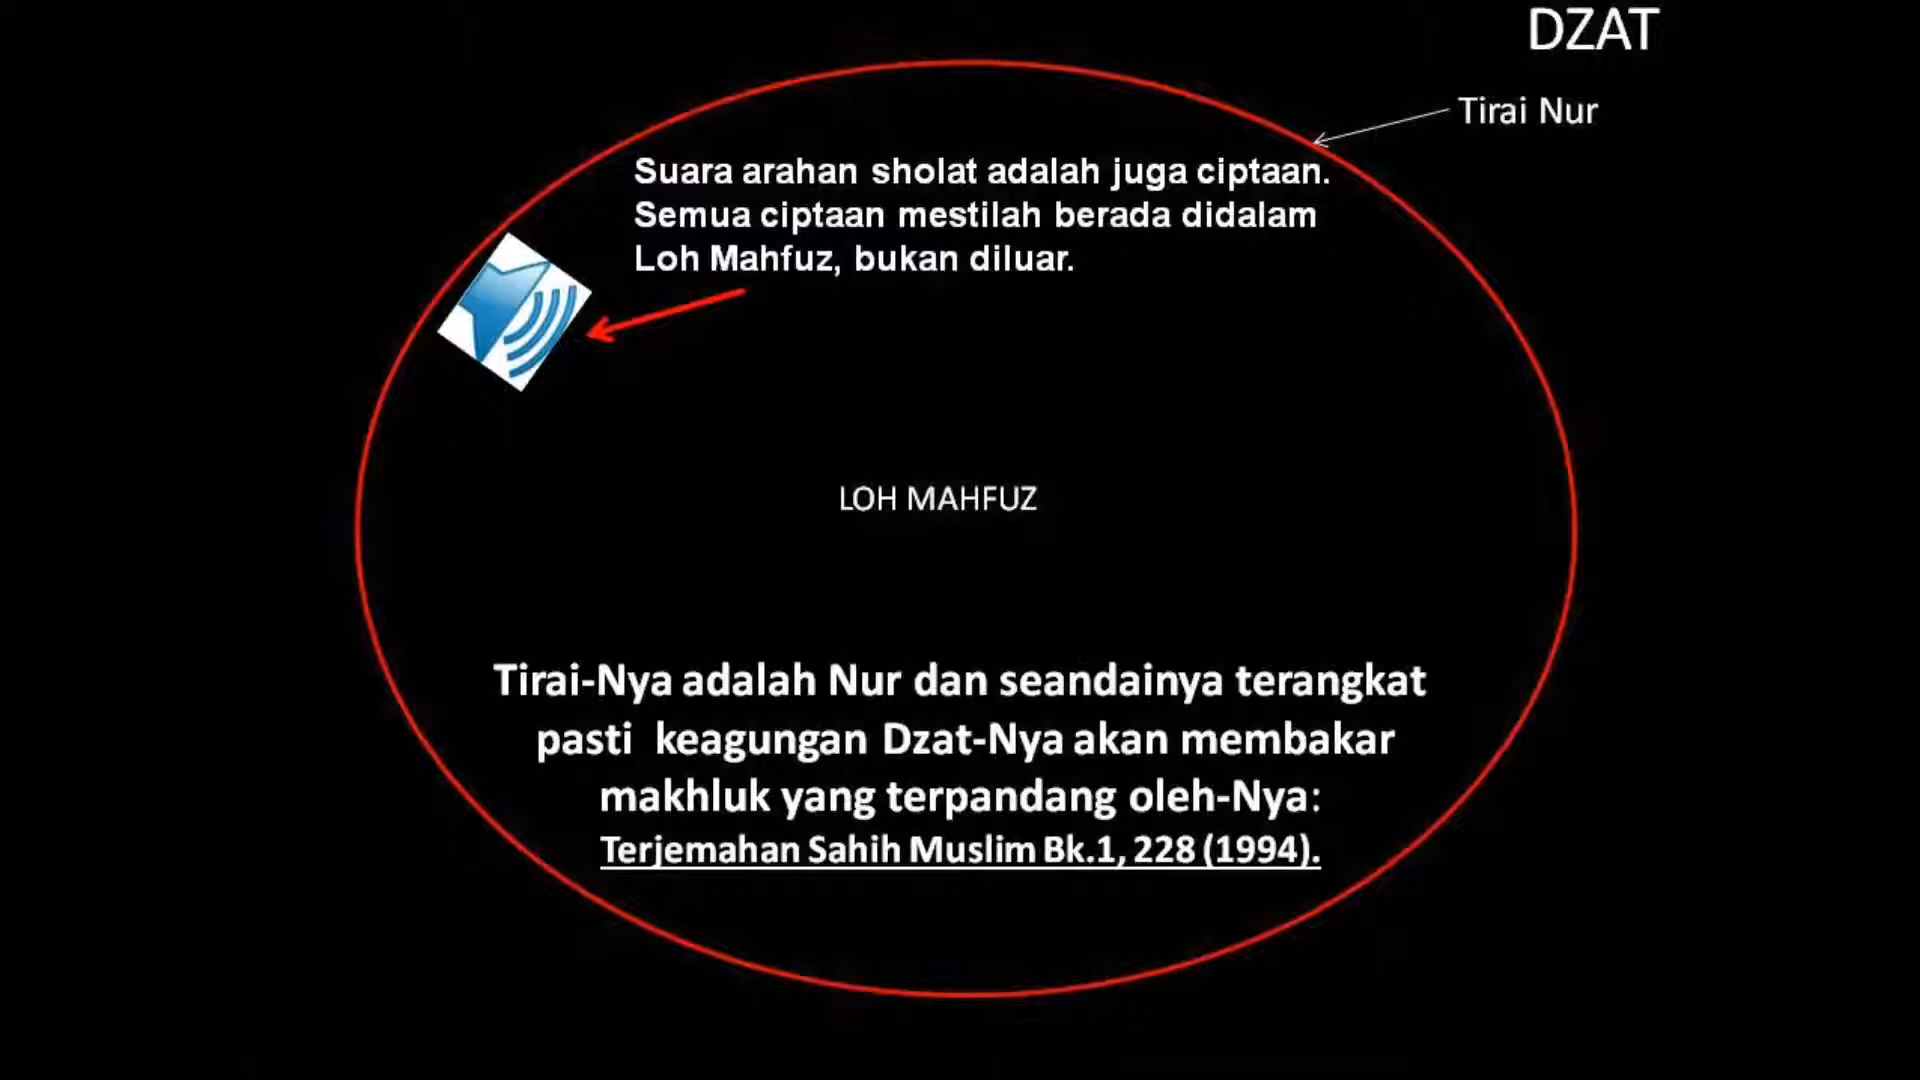 DZAT
Tirai Nur
Suara arahan sholat adalah juga ciptaan.
Semua ciptaan mestilah berada didalam
Loh Mahfuz, bukan diluar.
LOH MAHFUZ
Tirai-Nya adalah Nur dan seandainya terangkat
pasti keagungan Dzat-Nya akan membakar
makhluk yang terpandang oleh-Nya:
Terjemahan Sahih Muslim Bk.1, 228 (1994).